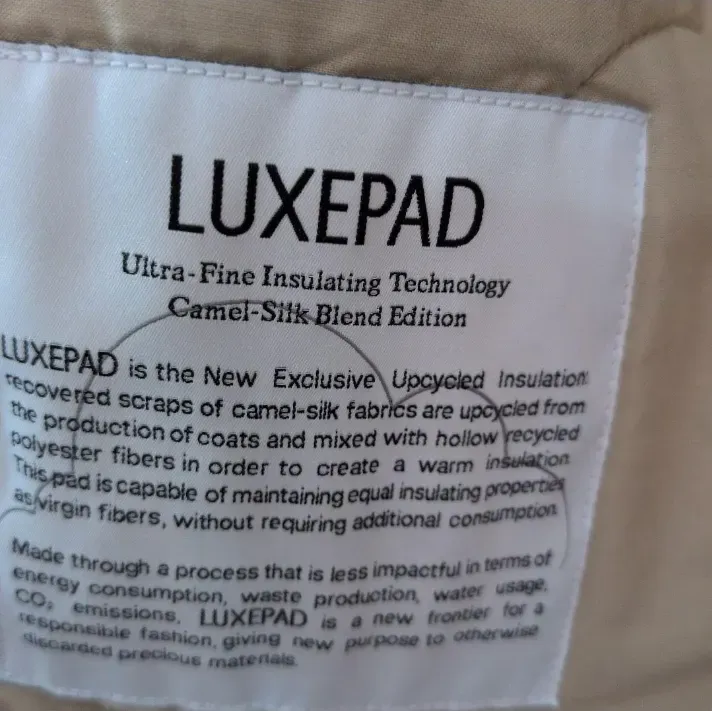 LUXEPAD
Ultra-Fine Insulating Technology
Camel-Silk Blend Edition
LUXEPAD is the New Exclusive Upcycled Insulation:
recovered scraps of camel-silk fabrics are upcycled from
the production of coats and mixed with hollow recycled
polyester fibers in order to create a warm insulation.
This pad is capable of maintaining equal insulating properties
as virgin fibers, without requiring additional consumption.
Made through a process that is less impactful in terms of
energy consumption, waste production, water usage,
CO₂ emissions, LUXEPAD is a new frontier for a
responsible fashion, giving new purpose to otherwise
discarded precious materials.